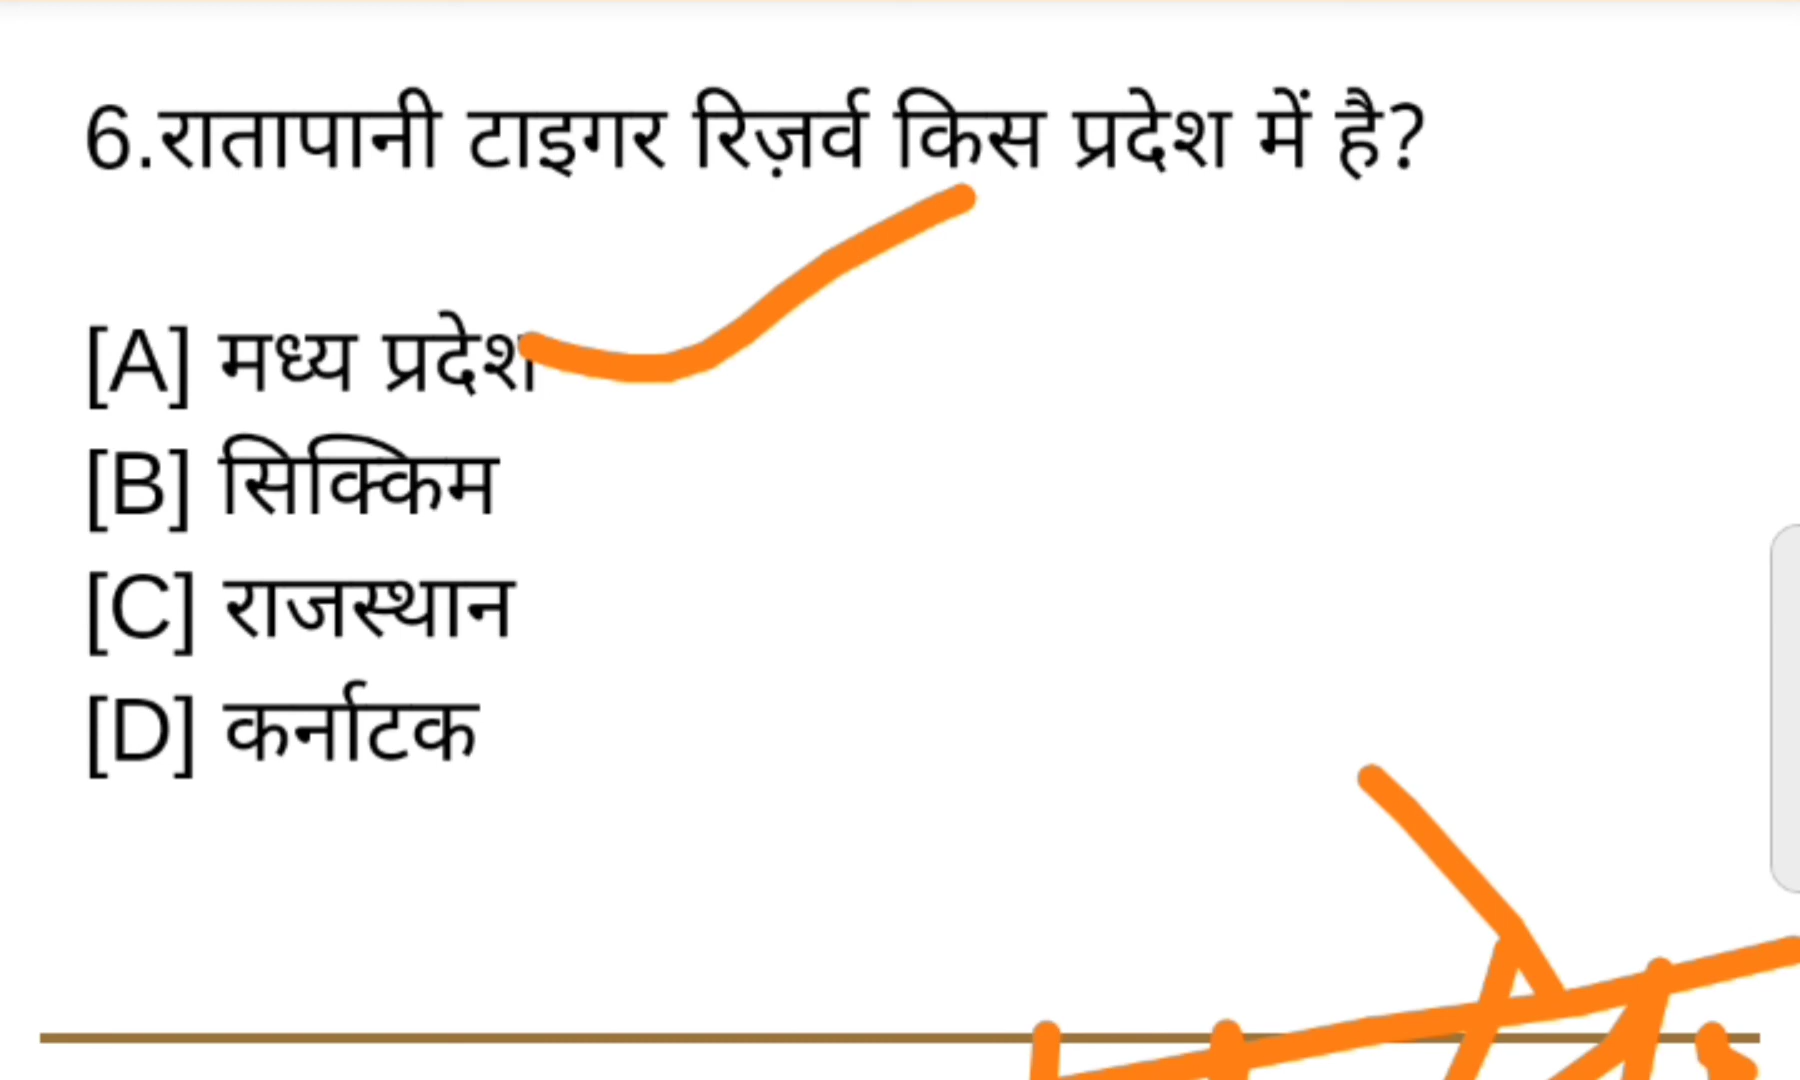 6.रातापानी टाइगर रिज़र्व किस प्रदेश में है?
[A] मध्य प्रदेश
[B] सिक्किम
[C] राजस्थान
[D] कर्नाटक